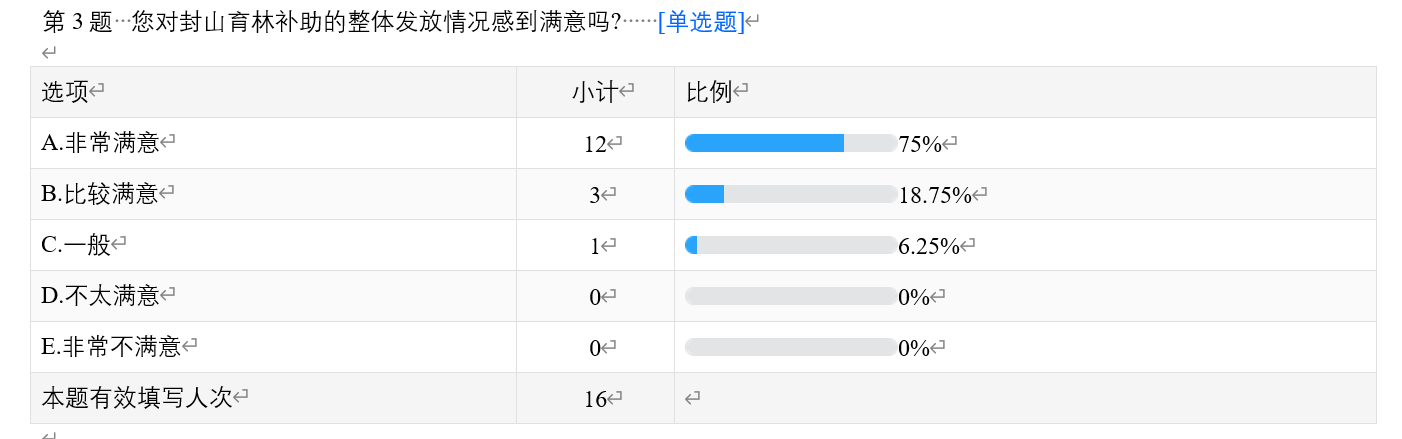 第 3 题···您对封山育林补助的整体发放情况感到满意吗?······[单选题]↵
↵
选项↵ 小计↵ 比例↵
A.非常满意↵ 12↵ 75%↵
B.比较满意↵ 3↵ 18.75%↵
C.一般↵ 1↵ 6.25%↵
D.不太满意↵ 0↵ 0%↵
E.非常不满意↵ 0↵ 0%↵
本题有效填写人次↵ 16↵ ↵
↵